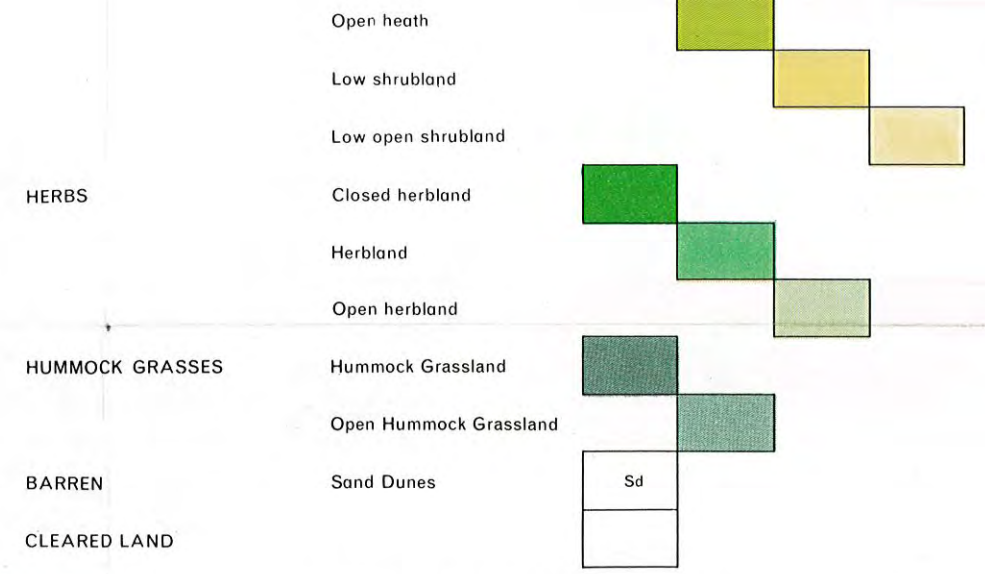 Open heath
Low shrubland
Low open shrubland
HERBS Closed herbland
Herbland
Open herbland
HUMMOCK GRASSES Hummock Grassland
Open Hummock Grassland
BARREN Sand Dunes Sd
CLEARED LAND